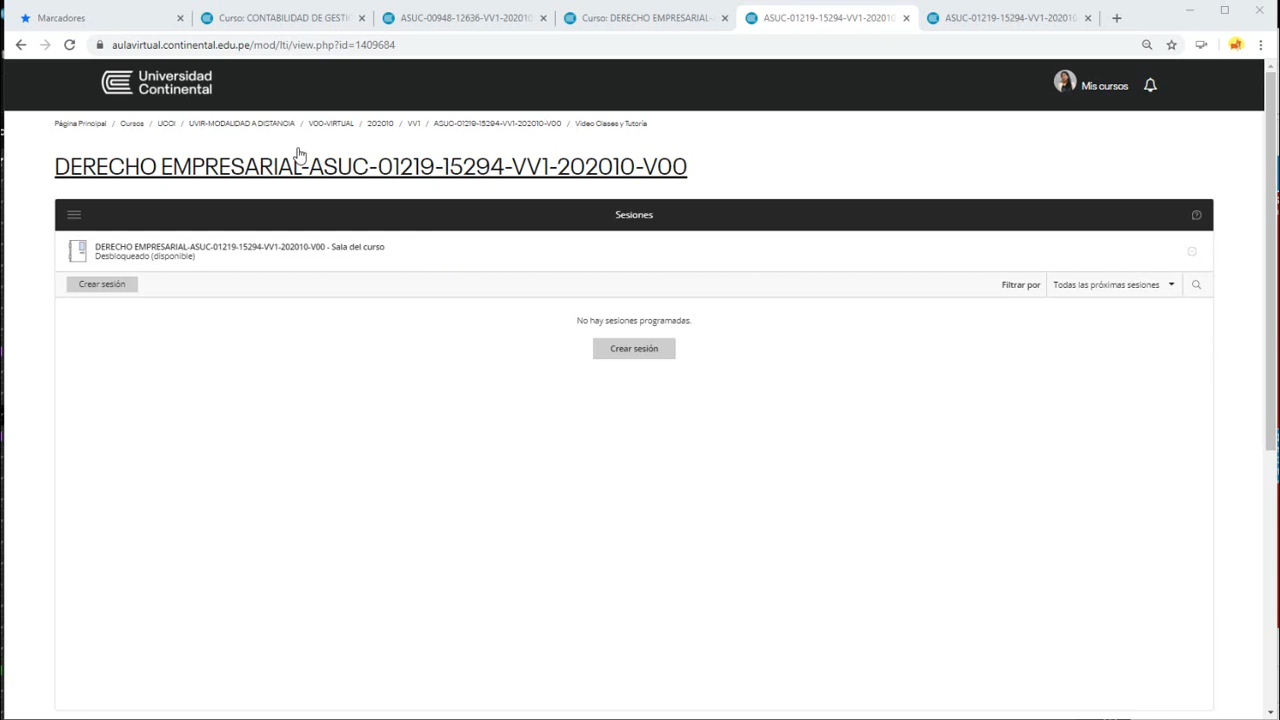 Marcadores
Curso: CONTABILIDAD DE GESTI
ASUC-00948-12636-VV1-202010
Curso: DERECHO EMPRESARIAL-
ASUC-01219-15294-VV1-202010
ASUC-01219-15294-VV1-202010-
aulavirtual.continental.edu.pe/mod/lti/view.php?id=1409684
Universidad
Continental
Mis cursos
Página Principal / Cursos / UCCI / UVIR-MODALIDAD A DISTANCIA / V00-VIRTUAL / 202010 / VV1 / ASUC-01219-15294-VV1-202010-V00 / Video Clases y Tutoría
DERECHO EMPRESARIAL-ASUC-01219-15294-VV1-202010-V00
Sesiones
DERECHO EMPRESARIAL-ASUC-01219-15294-VV1-202010-V00 - Sala del curso
Desbloqueado (disponible)
Crear sesión
Filtrar por
Todas las próximas sesiones
No hay sesiones programadas.
Crear sesión